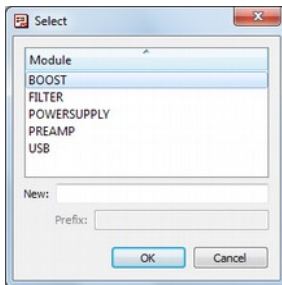 Select
Module
BOOST
FILTER
POWERSUPPLY
PREAMP
USB
New:
Prefix:
OK Cancel